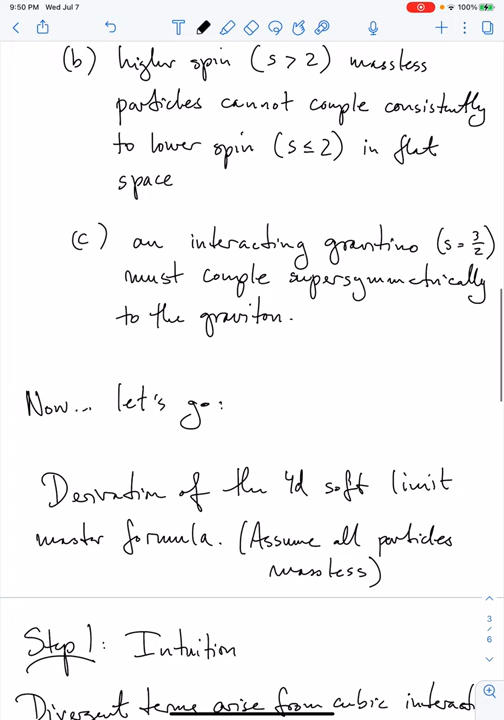 9:50 PM Wed Jul 7
100%
(b) higher spin (s > 2) massless
particles cannot couple consistently
to lower spin (s ≤ 2) in flat
space
(c) an interacting gravitino (s = 3/2)
must couple supersymmetrically
to the graviton.
Now... let's go:
Derivation of the 4d soft limit
master formula. (Assume all particles
massless)
3
/
6
Step 1: Intuition
Divergent terms arise from cubic interact